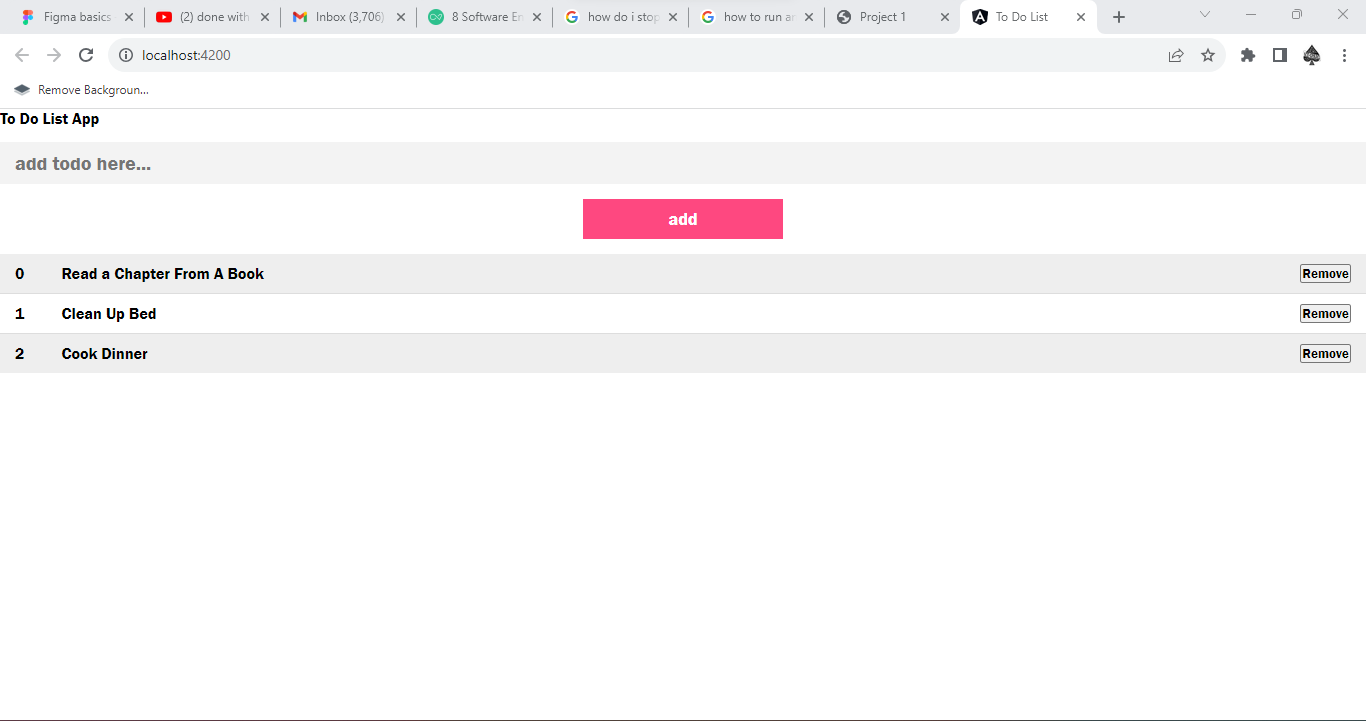 Figma basics
(2) done with
Inbox (3,706)
8 Software En
how do i stop
how to run an
Project 1
To Do List
localhost:4200
Remove Backgroun...
To Do List App
add todo here...
add
0 Read a Chapter From A Book Remove
1 Clean Up Bed Remove
2 Cook Dinner Remove